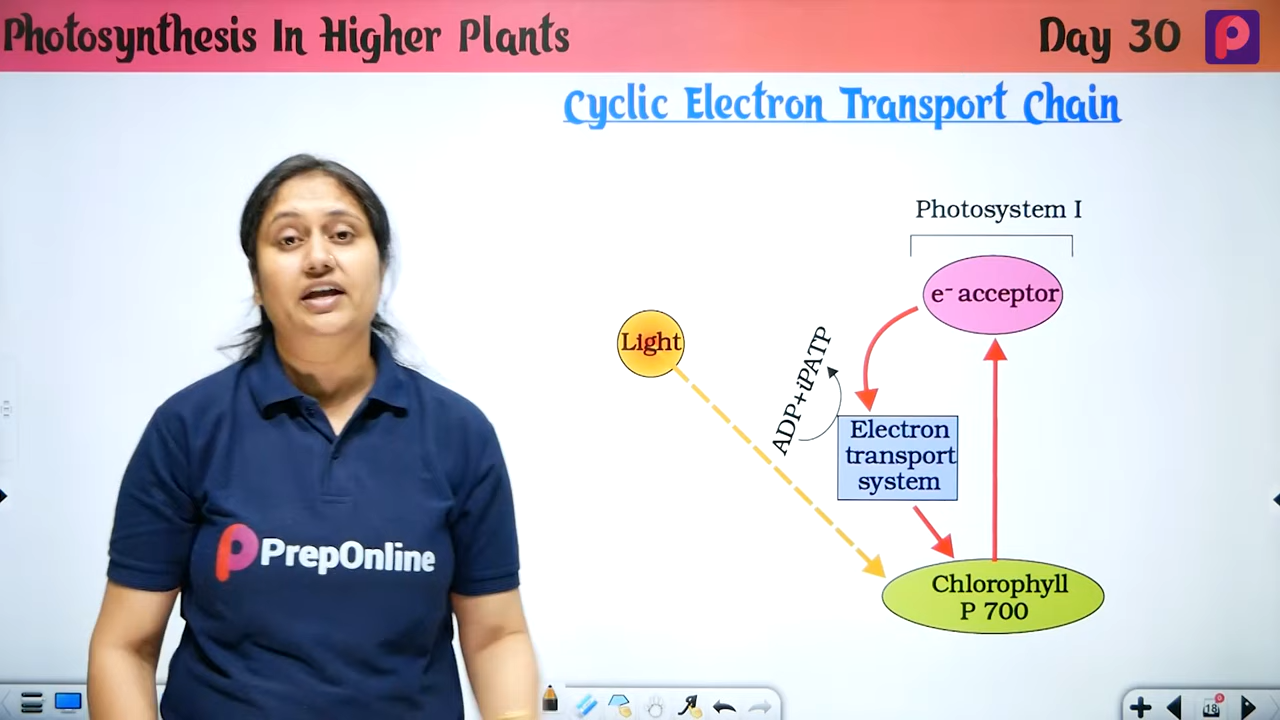 Photosynthesis In Higher Plants
Day 30
Cyclic Electron Transport Chain
Photosystem I
e⁻ acceptor
Light
ADP+iPATP
Electron
transport
system
Chlorophyll
P 700
PrepOnline
18